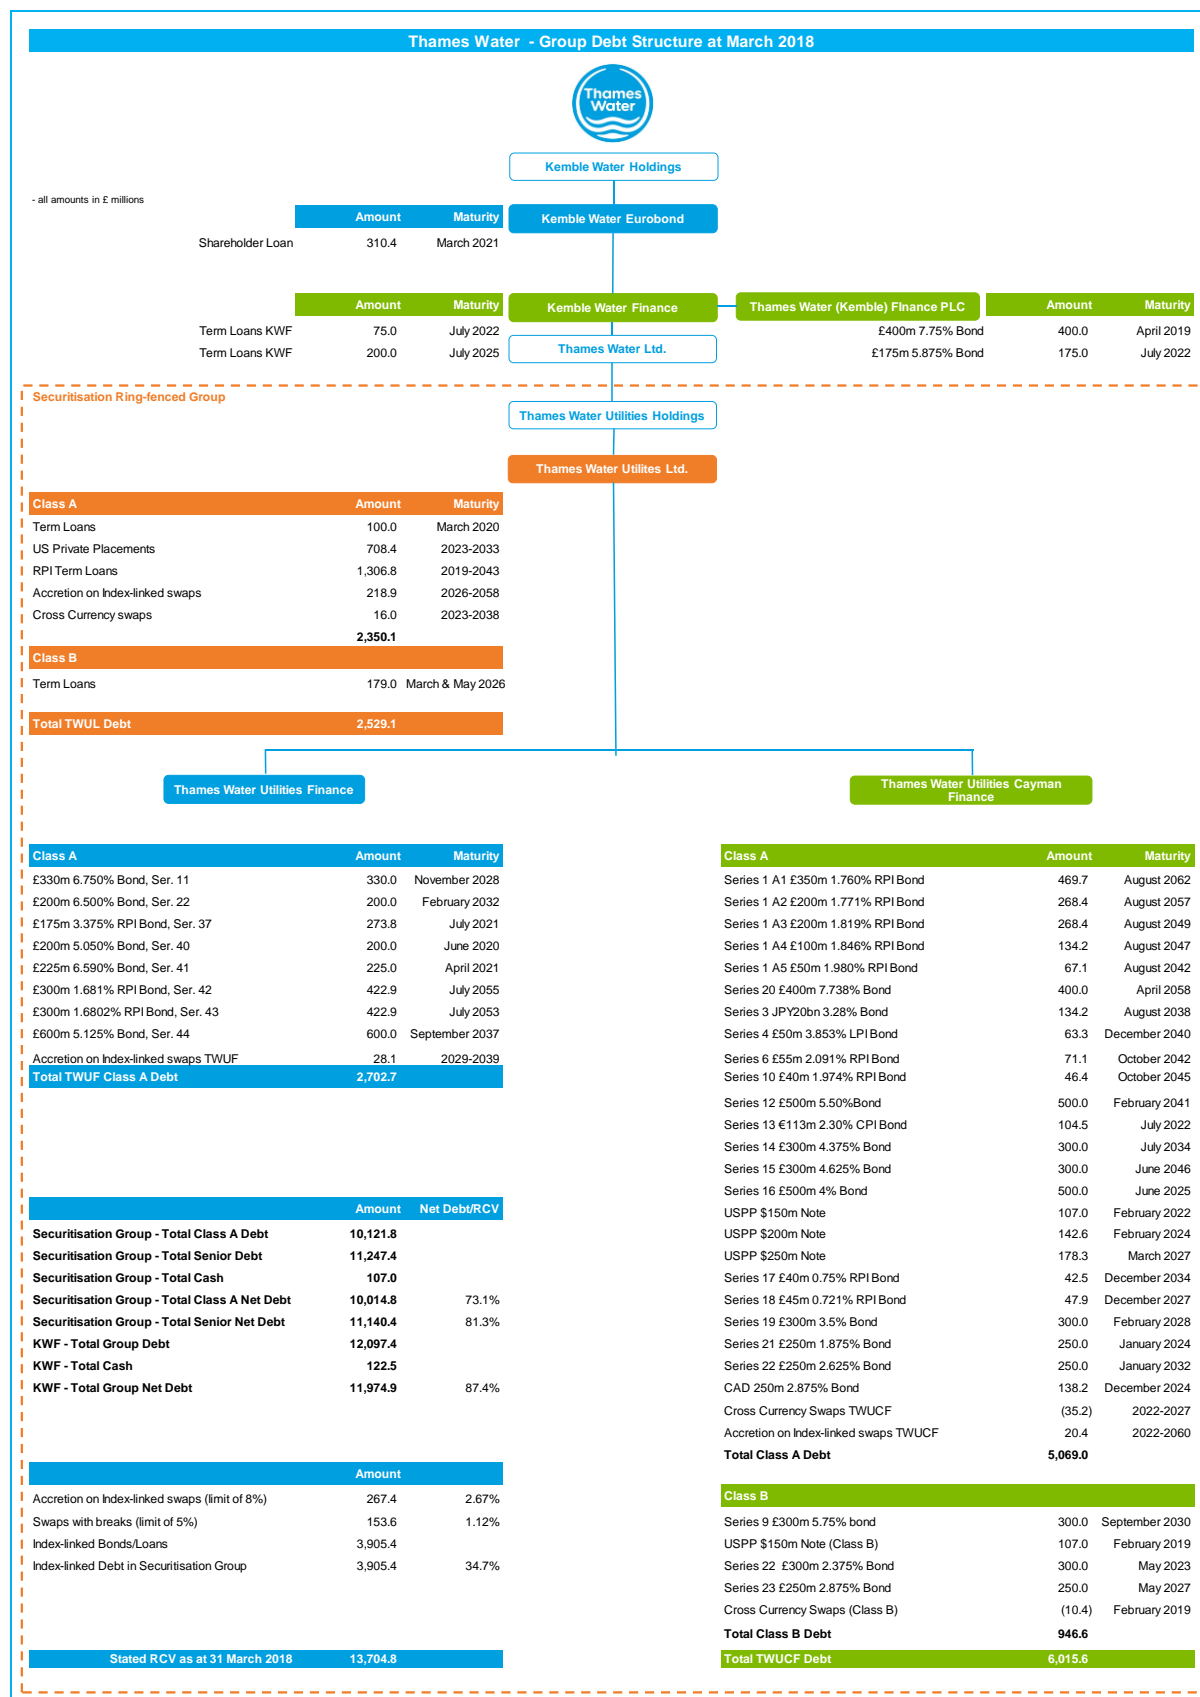 Thames Water - Group Debt Structure at March 2018
Thames
Water
Kemble Water Holdings
- all amounts in £ millions
Amount Maturity Kemble Water Eurobond
Shareholder Loan 310.4 March 2021
Amount Maturity Kemble Water Finance Thames Water (Kemble) FInance PLC Amount Maturity
Term Loans KWF 75.0 July 2022 £400m 7.75% Bond 400.0 April 2019
Term Loans KWF 200.0 July 2025 Thames Water Ltd. £175m 5.875% Bond 175.0 July 2022
Securitisation Ring-fenced Group
Thames Water Utilities Holdings
Thames Water Utilites Ltd.
Class A Amount Maturity
Term Loans 100.0 March 2020
US Private Placements 708.4 2023-2033
RPI Term Loans 1,306.8 2019-2043
Accretion on Index-linked swaps 218.9 2026-2058
Cross Currency swaps 16.0 2023-2038
2,350.1
Class B
Term Loans 179.0 March & May 2026
Total TWUL Debt 2,529.1
Thames Water Utilities Finance
Thames Water Utilities Cayman
Finance
Class A Amount Maturity
£330m 6.750% Bond, Ser. 11 330.0 November 2028
£200m 6.500% Bond, Ser. 22 200.0 February 2032
£175m 3.375% RPI Bond, Ser. 37 273.8 July 2021
£200m 5.050% Bond, Ser. 40 200.0 June 2020
£225m 6.590% Bond, Ser. 41 225.0 April 2021
£300m 1.681% RPI Bond, Ser. 42 422.9 July 2055
£300m 1.6802% RPI Bond, Ser. 43 422.9 July 2053
£600m 5.125% Bond, Ser. 44 600.0 September 2037
Accretion on Index-linked swaps TWUF 28.1 2029-2039
Total TWUF Class A Debt 2,702.7
Amount Net Debt/RCV
Securitisation Group - Total Class A Debt 10,121.8
Securitisation Group - Total Senior Debt 11,247.4
Securitisation Group - Total Cash 107.0
Securitisation Group - Total Class A Net Debt 10,014.8 73.1%
Securitisation Group - Total Senior Net Debt 11,140.4 81.3%
KWF - Total Group Debt 12,097.4
KWF - Total Cash 122.5
KWF - Total Group Net Debt 11,974.9 87.4%
Amount
Accretion on Index-linked swaps (limit of 8%) 267.4 2.67%
Swaps with breaks (limit of 5%) 153.6 1.12%
Index-linked Bonds/Loans 3,905.4
Index-linked Debt in Securitisation Group 3,905.4 34.7%
Stated RCV as at 31 March 2018 13,704.8
Class A Amount Maturity
Series 1 A1 £350m 1.760% RPI Bond 469.7 August 2062
Series 1 A2 £200m 1.771% RPI Bond 268.4 August 2057
Series 1 A3 £200m 1.819% RPI Bond 268.4 August 2049
Series 1 A4 £100m 1.846% RPI Bond 134.2 August 2047
Series 1 A5 £50m 1.980% RPI Bond 67.1 August 2042
Series 20 £400m 7.738% Bond 400.0 April 2058
Series 3 JPY20bn 3.28% Bond 134.2 August 2038
Series 4 £50m 3.853% LPI Bond 63.3 December 2040
Series 6 £55m 2.091% RPI Bond 71.1 October 2042
Series 10 £40m 1.974% RPI Bond 46.4 October 2045
Series 12 £500m 5.50%Bond 500.0 February 2041
Series 13 €113m 2.30% CPI Bond 104.5 July 2022
Series 14 £300m 4.375% Bond 300.0 July 2034
Series 15 £300m 4.625% Bond 300.0 June 2046
Series 16 £500m 4% Bond 500.0 June 2025
USPP $150m Note 107.0 February 2022
USPP $200m Note 142.6 February 2024
USPP $250m Note 178.3 March 2027
Series 17 £40m 0.75% RPI Bond 42.5 December 2034
Series 18 £45m 0.721% RPI Bond 47.9 December 2027
Series 19 £300m 3.5% Bond 300.0 February 2028
Series 21 £250m 1.875% Bond 250.0 January 2024
Series 22 £250m 2.625% Bond 250.0 January 2032
CAD 250m 2.875% Bond 138.2 December 2024
Cross Currency Swaps TWUCF (35.2) 2022-2027
Accretion on Index-linked swaps TWUCF 20.4 2022-2060
Total Class A Debt 5,069.0
Class B
Series 9 £300m 5.75% bond 300.0 September 2030
USPP $150m Note (Class B) 107.0 February 2019
Series 22 £300m 2.375% Bond 300.0 May 2023
Series 23 £250m 2.875% Bond 250.0 May 2027
Cross Currency Swaps (Class B) (10.4) February 2019
Total Class B Debt 946.6
Total TWUCF Debt 6,015.6